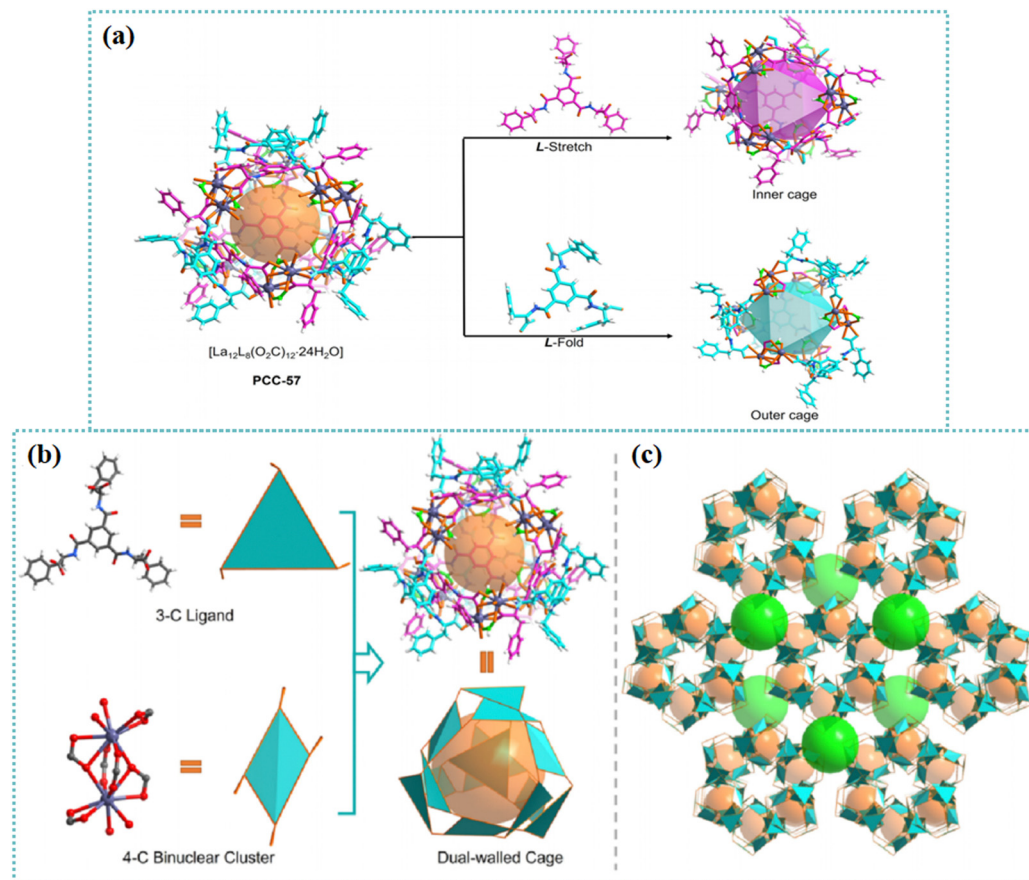 (a)
L-Stretch
Inner cage
L-Fold
Outer cage
[La₁₂L₈(O₂C)₁₂·24H₂O]
PCC-57
(b)
3-C Ligand
4-C Binuclear Cluster
Dual-walled Cage
(c)